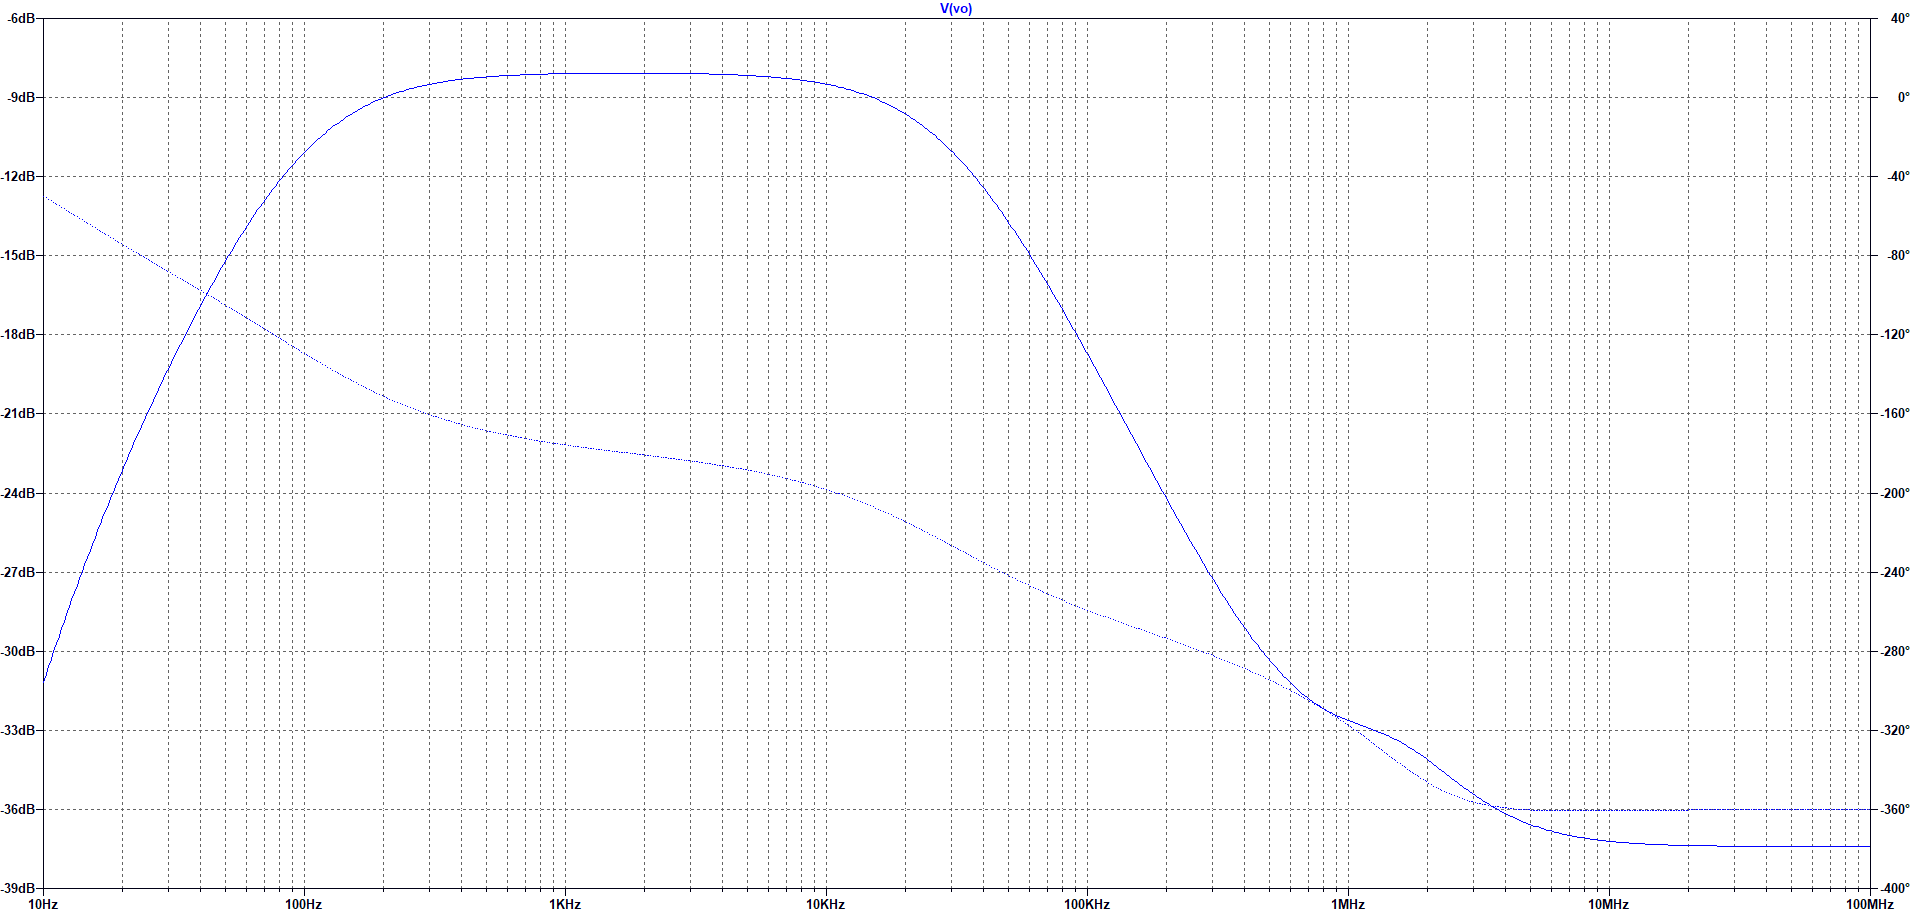 V(vo)
-6dB 40°
-9dB 0°
-12dB -40°
-15dB -80°
-18dB -120°
-21dB -160°
-24dB -200°
-27dB -240°
-30dB -280°
-33dB -320°
-36dB -360°
-39dB -400°
10Hz 100Hz 1KHz 10KHz 100KHz 1MHz 10MHz 100MHz